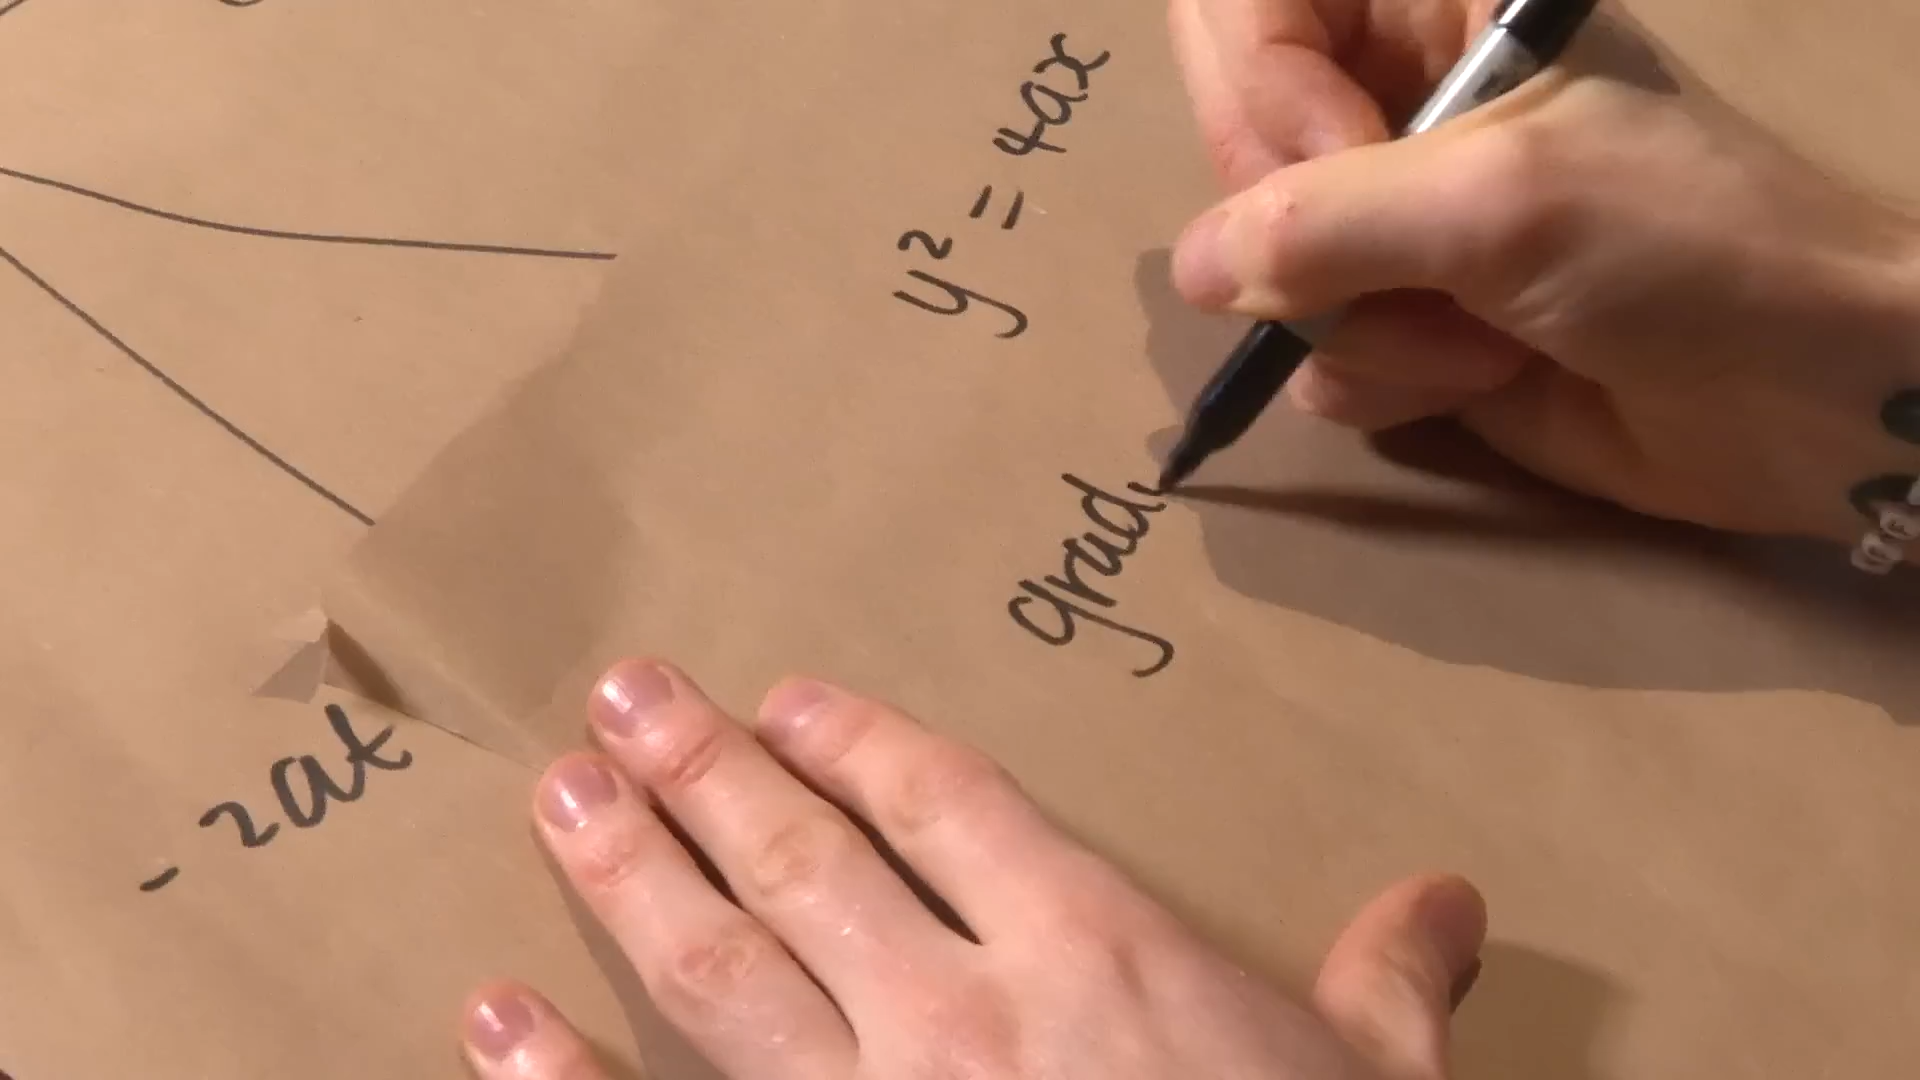 y² = 4ax
grad
- 2at